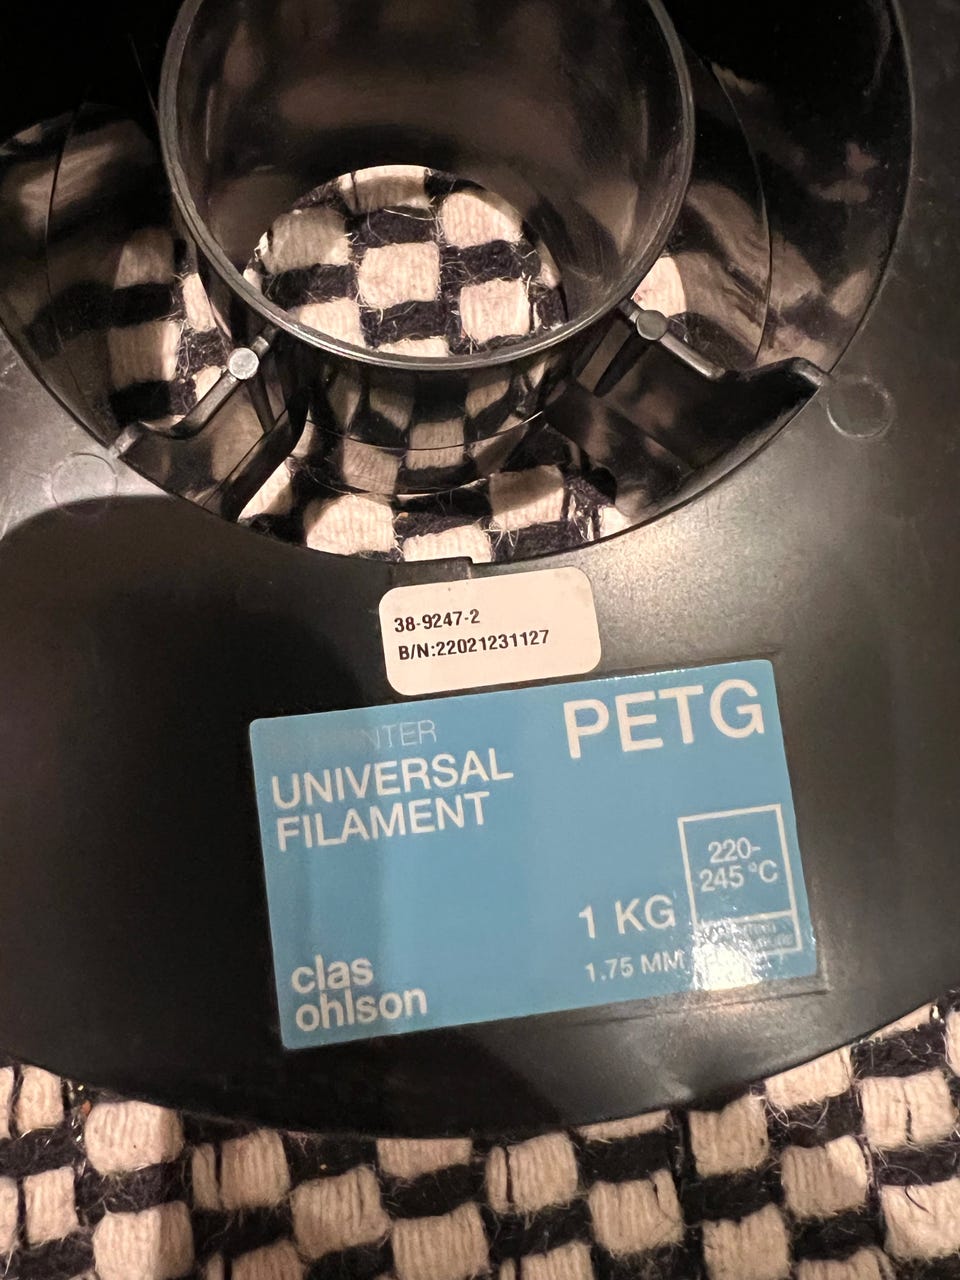 38-9247-2
B/N:22021231127
PETG
UNIVERSAL
FILAMENT
220-
245 °C
1 KG
1.75 MM
clas
ohlson